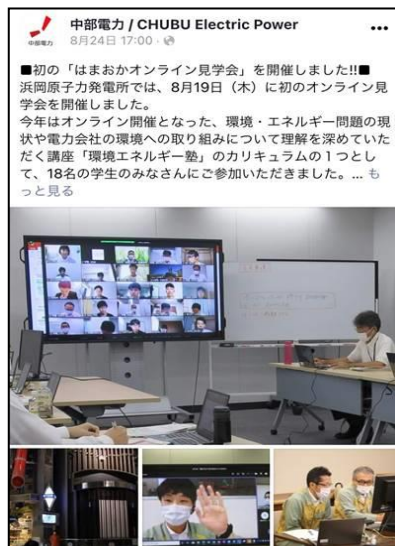 中部電力 / CHUBU Electric Power
8月24日 17:00
中部電力
■初の「はまおかオンライン見学会」を開催しました!!■
浜岡原子力発電所では、8月19日（木）に初のオンライン見
学会を開催しました。
今年はオンライン開催となった、環境・エネルギー問題の現
状や電力会社の環境への取り組みについて理解を深めていた
だく講座「環境エネルギー塾」のカリキュラムの１つとし
て、18名の学生のみなさんにご参加いただきました。... も
っと見る